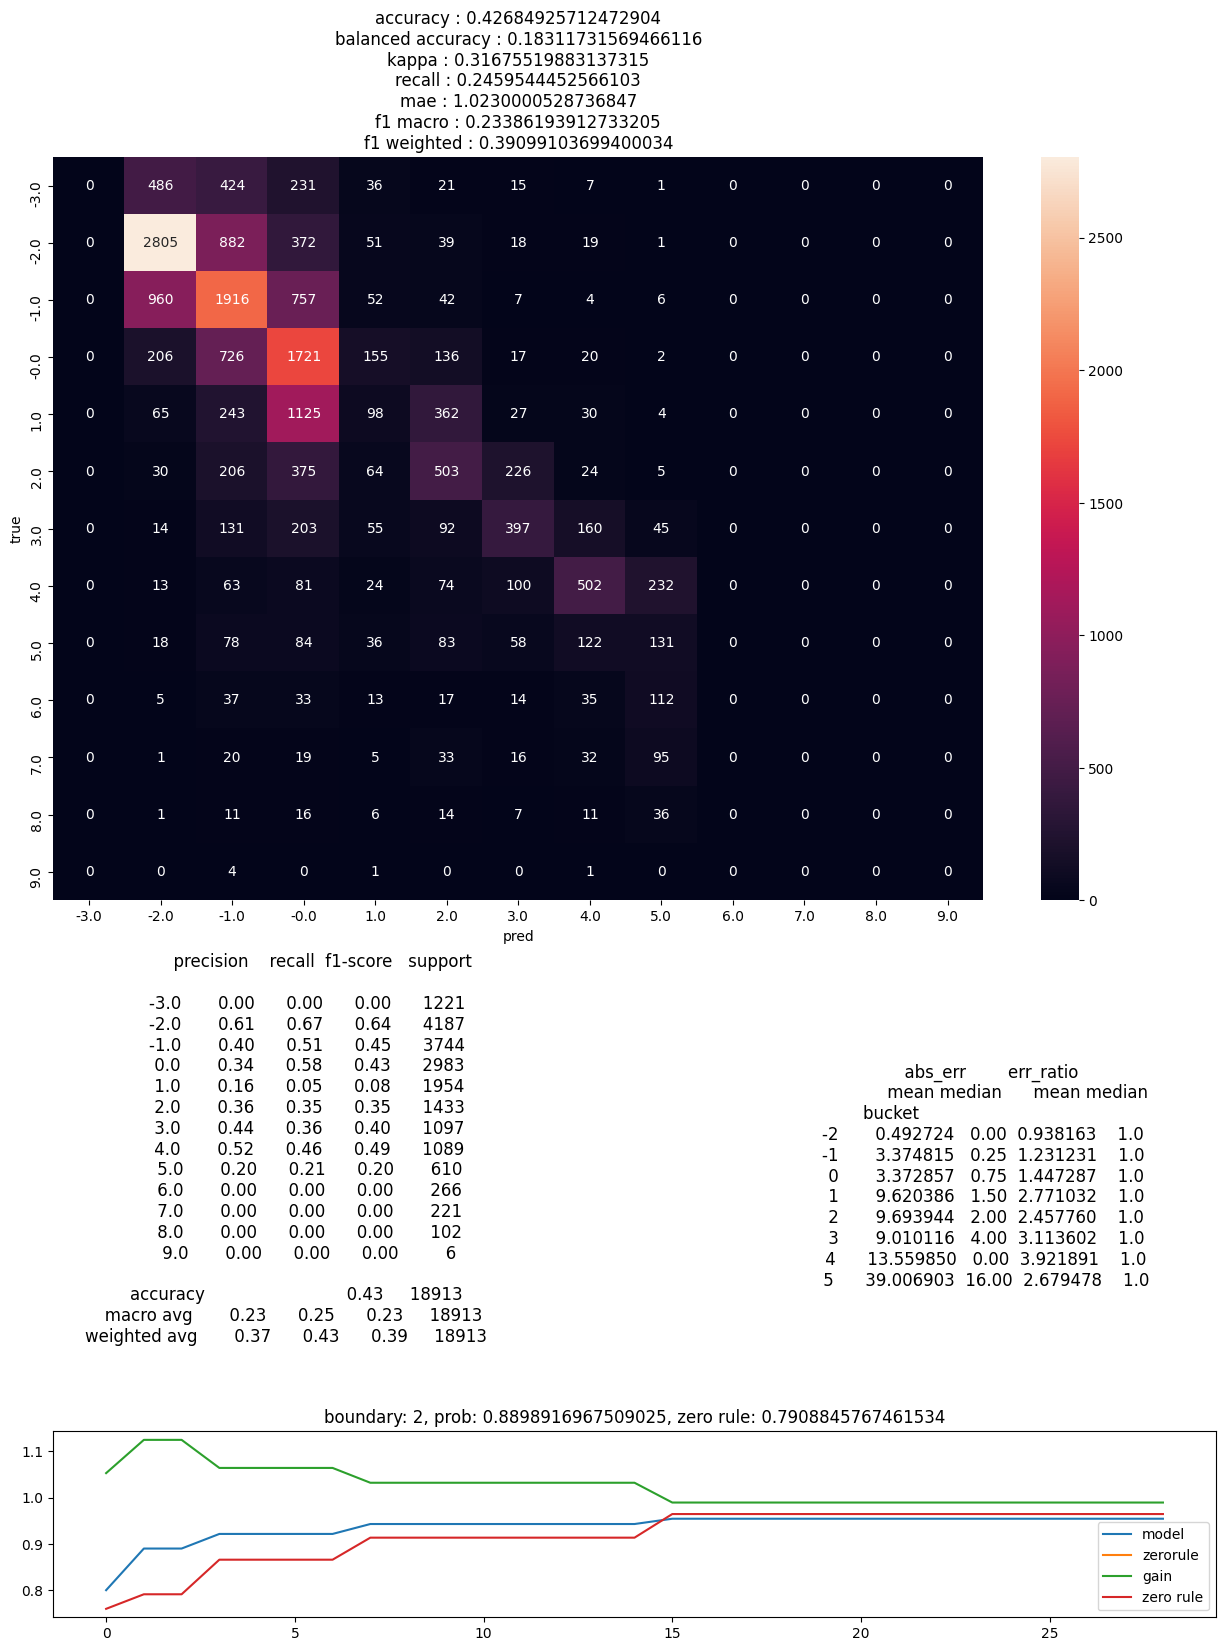 accuracy : 0.42684925712472904
balanced accuracy : 0.18311731569466116
kappa : 0.31675519883137315
recall : 0.2459544452566103
mae : 1.0230000528736847
f1 macro : 0.23386193912733205
f1 weighted : 0.39099103699400034
-3.0 0 486 424 231 36 21 15 7 1 0 0 0 0
-2.0 0 2805 882 372 51 39 18 19 1 0 0 0 0
-1.0 0 960 1916 757 52 42 7 4 6 0 0 0 0
-0.0 0 206 726 1721 155 136 17 20 2 0 0 0 0
1.0 0 65 243 1125 98 362 27 30 4 0 0 0 0
2.0 0 30 206 375 64 503 226 24 5 0 0 0 0
3.0 0 14 131 203 55 92 397 160 45 0 0 0 0
4.0 0 13 63 81 24 74 100 502 232 0 0 0 0
5.0 0 18 78 84 36 83 58 122 131 0 0 0 0
6.0 0 5 37 33 13 17 14 35 112 0 0 0 0
7.0 0 1 20 19 5 33 16 32 95 0 0 0 0
8.0 0 1 11 16 6 14 7 11 36 0 0 0 0
9.0 0 0 4 0 1 0 0 1 0 0 0 0 0
true
-3.0 -2.0 -1.0 -0.0 1.0 2.0 3.0 4.0 5.0 6.0 7.0 8.0 9.0
pred
2500
2000
1500
1000
500
0
precision recall f1-score support
-3.0 0.00 0.00 0.00 1221
-2.0 0.61 0.67 0.64 4187
-1.0 0.40 0.51 0.45 3744
0.0 0.34 0.58 0.43 2983
1.0 0.16 0.05 0.08 1954
2.0 0.36 0.35 0.35 1433
3.0 0.44 0.36 0.40 1097
4.0 0.52 0.46 0.49 1089
5.0 0.20 0.21 0.20 610
6.0 0.00 0.00 0.00 266
7.0 0.00 0.00 0.00 221
8.0 0.00 0.00 0.00 102
9.0 0.00 0.00 0.00 6
accuracy 0.43 18913
macro avg 0.23 0.25 0.23 18913
weighted avg 0.37 0.43 0.39 18913
abs_err err_ratio
mean median mean median
bucket
-2 0.492724 0.00 0.938163 1.0
-1 3.374815 0.25 1.231231 1.0
0 3.372857 0.75 1.447287 1.0
1 9.620386 1.50 2.771032 1.0
2 9.693944 2.00 2.457760 1.0
3 9.010116 4.00 3.113602 1.0
4 13.559850 0.00 3.921891 1.0
5 39.006903 16.00 2.679478 1.0
boundary: 2, prob: 0.8898916967509025, zero rule: 0.7908845767461534
1.1
1.0
0.9
0.8
0 5 10 15 20 25
model
zerorule
gain
zero rule